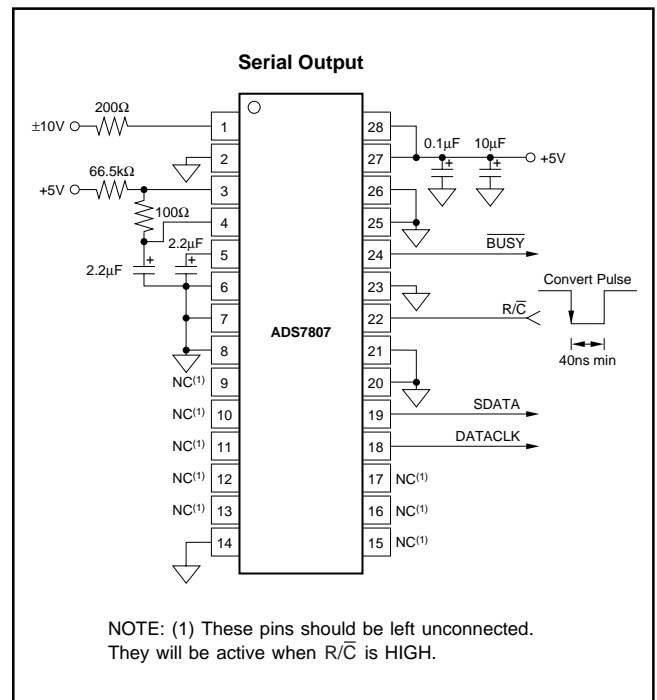 Serial Output
200Ω
±10V
1
28
0.1µF
10µF
+
+
+5V
2
27
66.5kΩ
+5V
3
26
100Ω
4
25
2.2µF
+
2.2µF
+
5
24
BUSY
6
23
Convert Pulse
7
ADS7807
22
R/C
40ns min
8
21
NC(1)
9
20
NC(1)
10
19
SDATA
NC(1)
11
18
DATACLK
NC(1)
12
17
NC(1)
NC(1)
13
16
NC(1)
14
15
NC(1)
NOTE: (1) These pins should be left unconnected.
They will be active when R/C is HIGH.